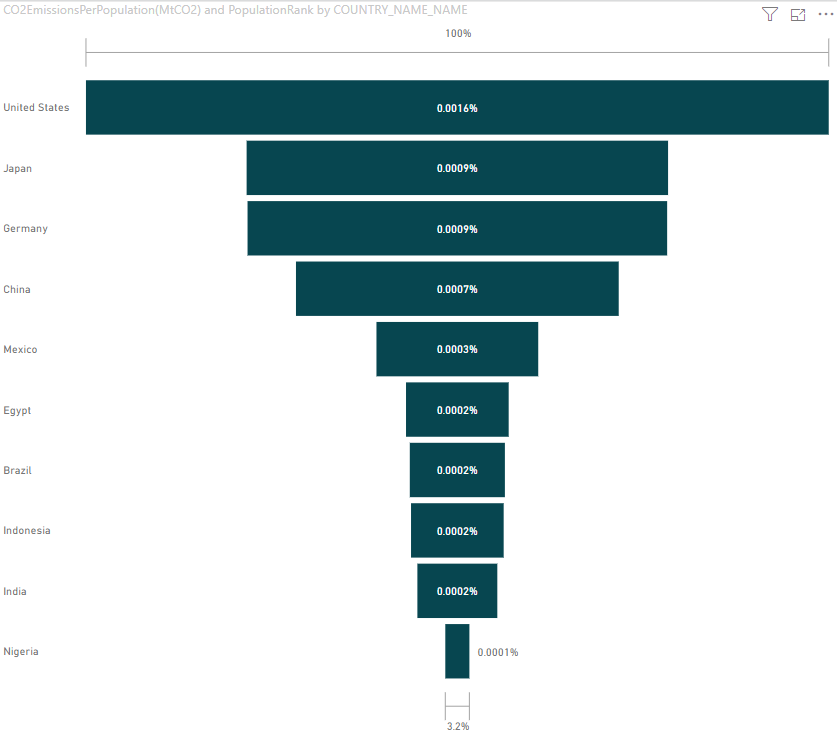 CO2EmissionsPerPopulation(MtCO2) and PopulationRank by COUNTRY_NAME_NAME
100%
United States 0.0016%
Japan 0.0009%
Germany 0.0009%
China 0.0007%
Mexico 0.0003%
Egypt 0.0002%
Brazil 0.0002%
Indonesia 0.0002%
India 0.0002%
Nigeria 0.0001%
3.2%